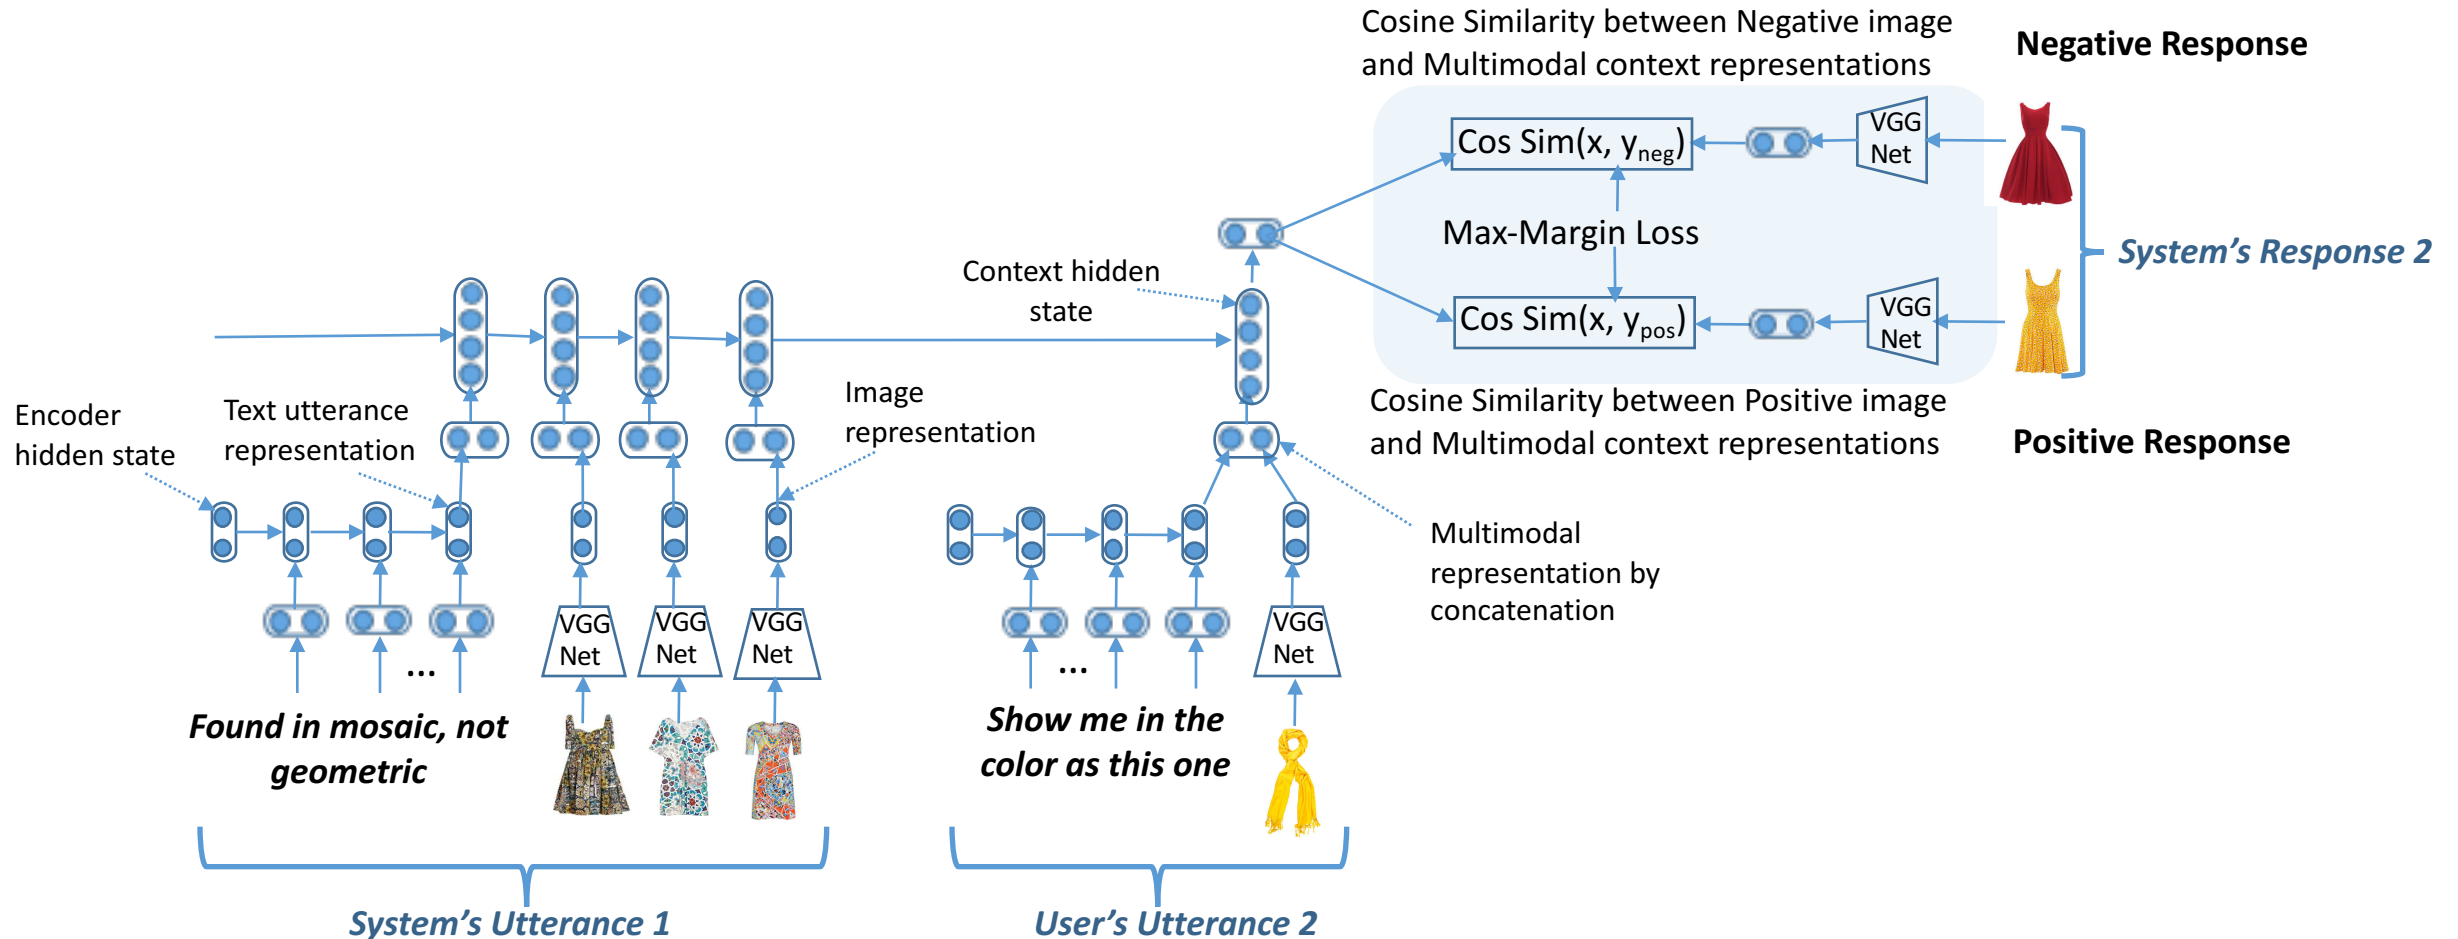 Cosine Similarity between Negative image
and Multimodal context representations
Negative Response
Cos Sim(x, y_neg)
VGG
Net
Max-Margin Loss
System's Response 2
Context hidden
state
Cos Sim(x, y_pos)
VGG
Net
Cosine Similarity between Positive image
and Multimodal context representations
Positive Response
Encoder
hidden state
Text utterance
representation
Image
representation
Multimodal
representation by
concatenation
...
VGG
Net
VGG
Net
VGG
Net
...
VGG
Net
Found in mosaic, not
geometric
Show me in the
color as this one
System's Utterance 1
User's Utterance 2